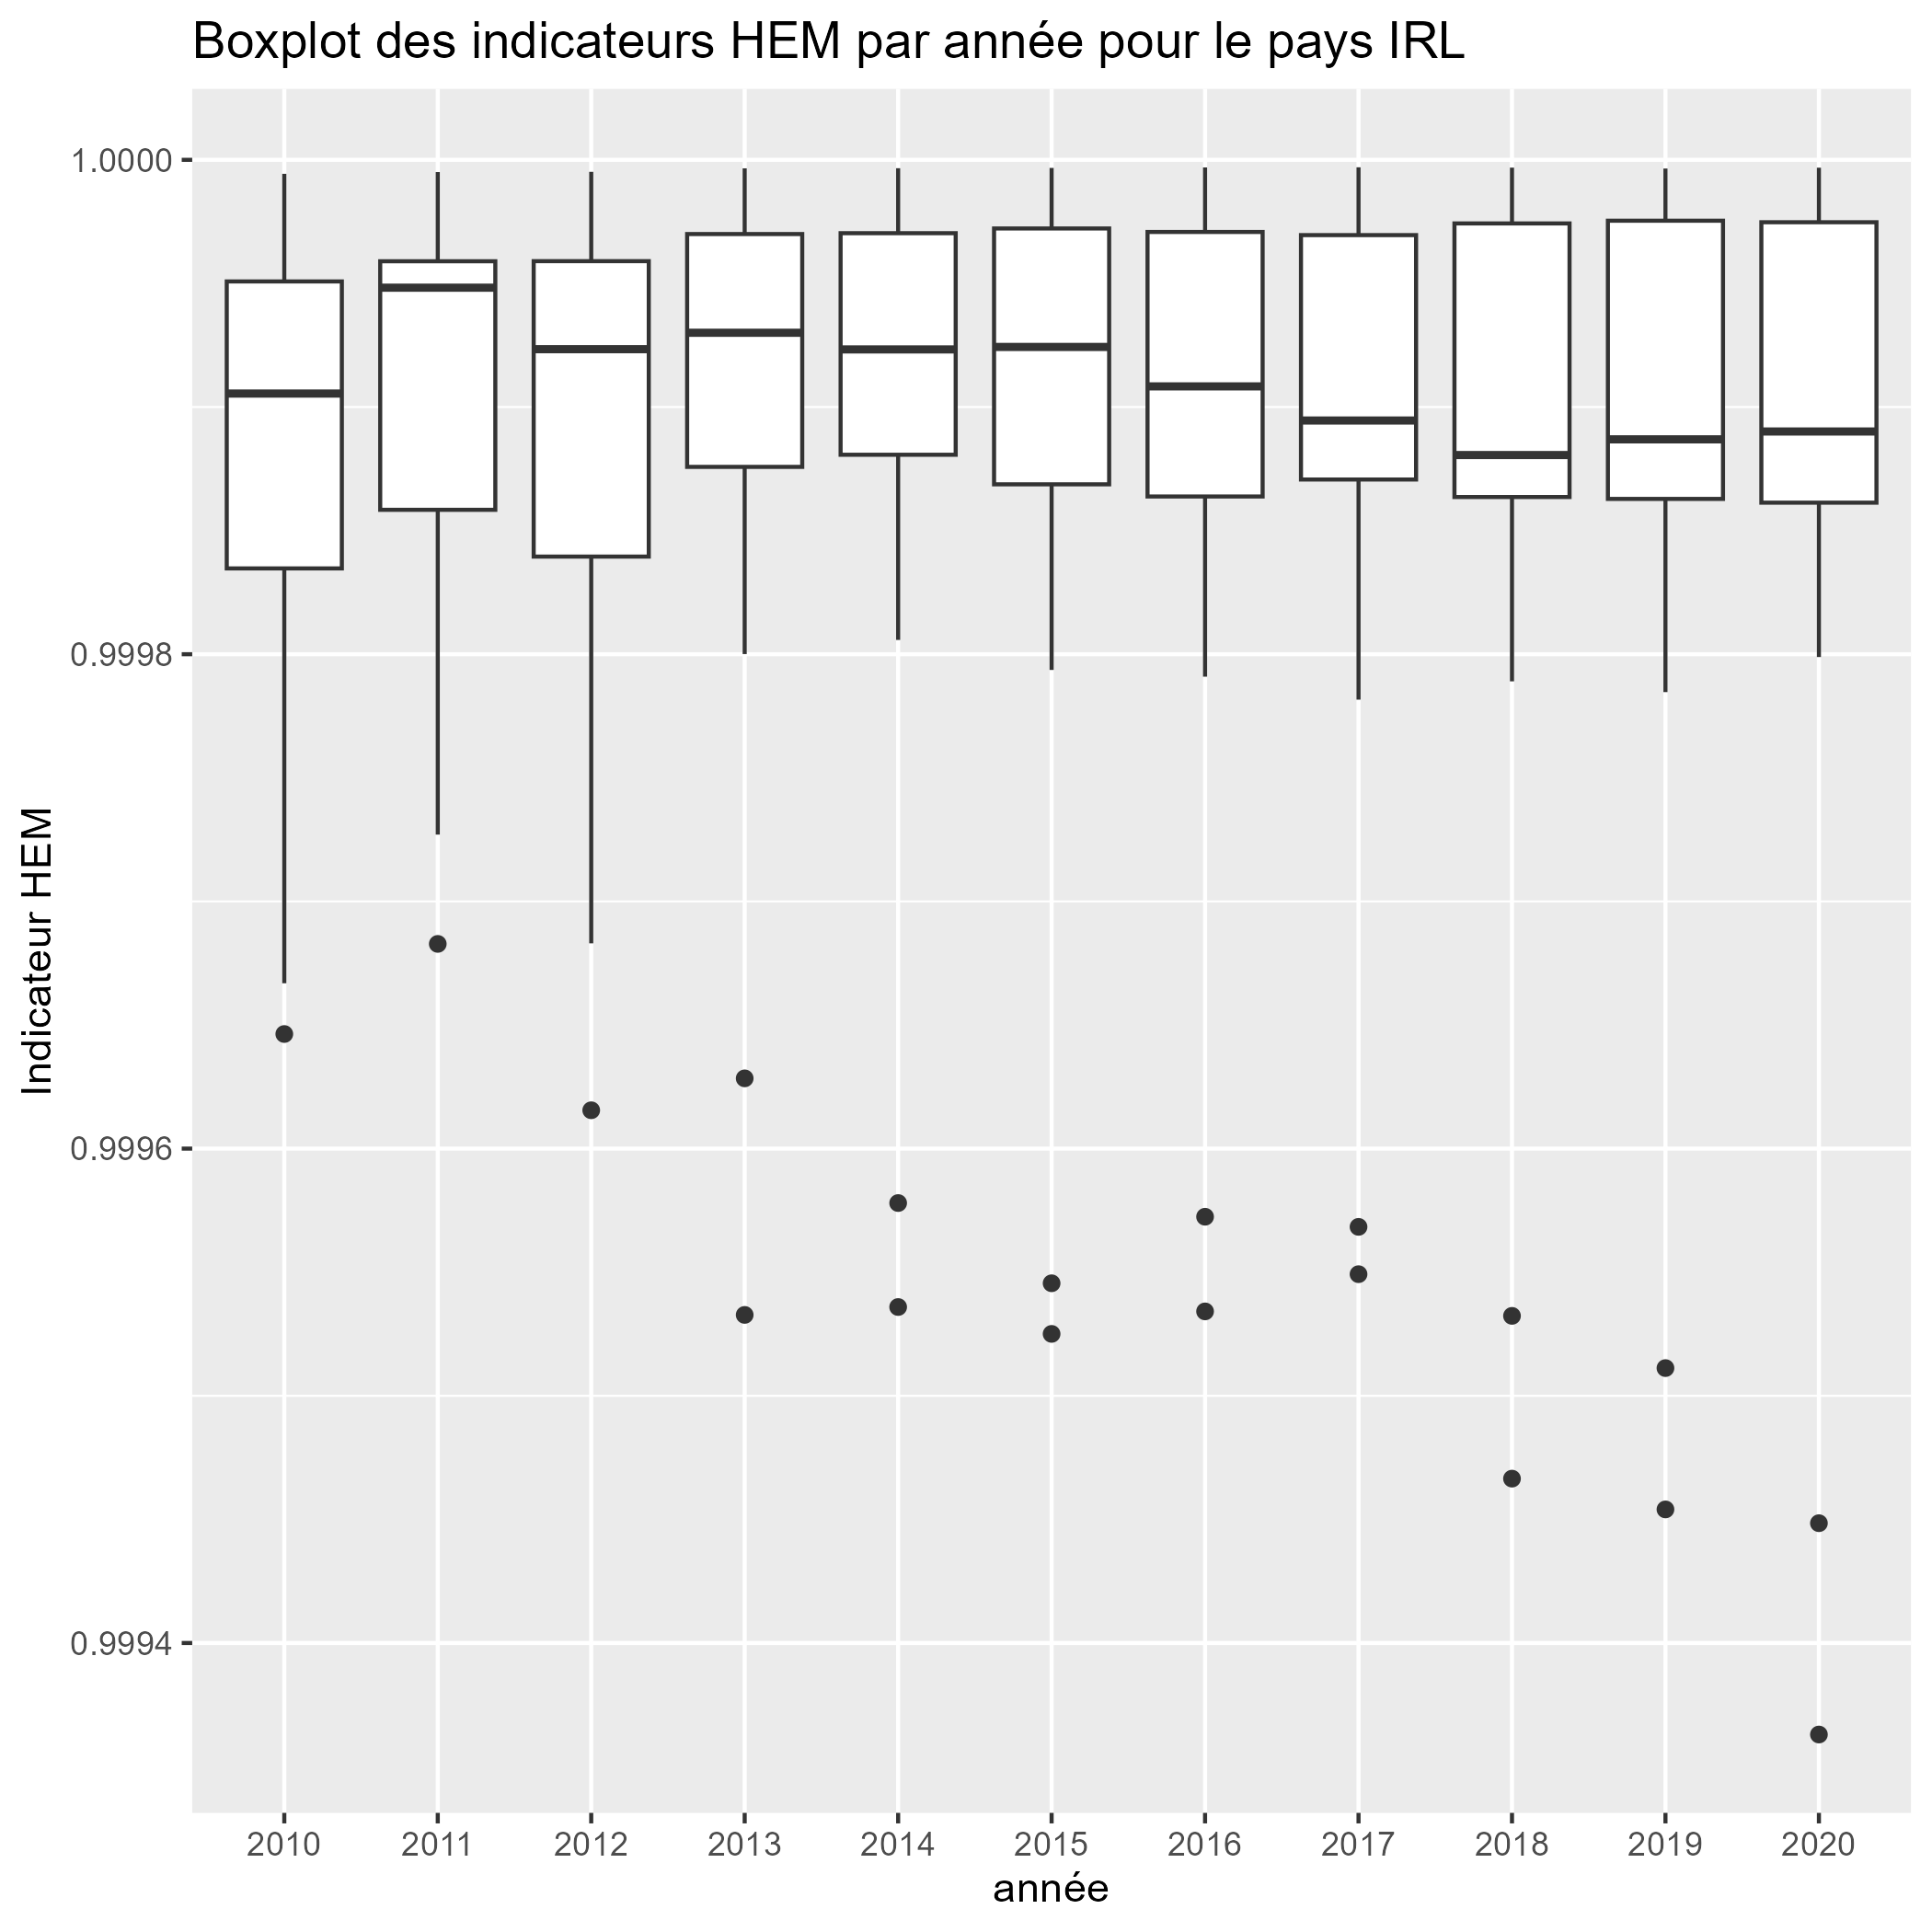 Boxplot des indicateurs HEM par année pour le pays IRL
1.0000
0.9998
0.9996
0.9994
Indicateur HEM
2010 2011 2012 2013 2014 2015 2016 2017 2018 2019 2020
année